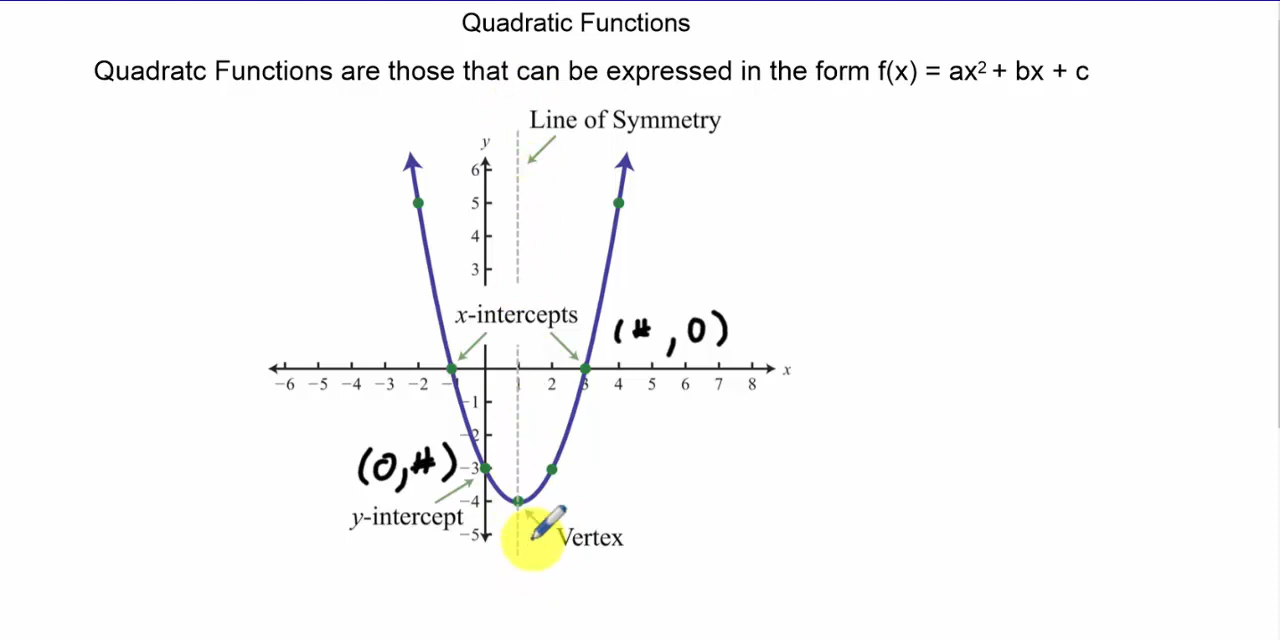 Quadratic Functions
Quadratc Functions are those that can be expressed in the form f(x) = ax² + bx + c
Line of Symmetry
y
6
5
4
3
x-intercepts
(#, 0)
−6 −5 −4 −3 −2 −1 1 2 3 4 5 6 7 8
x
−1
−2
(0, #)
−3
−4
y-intercept
−5
Vertex